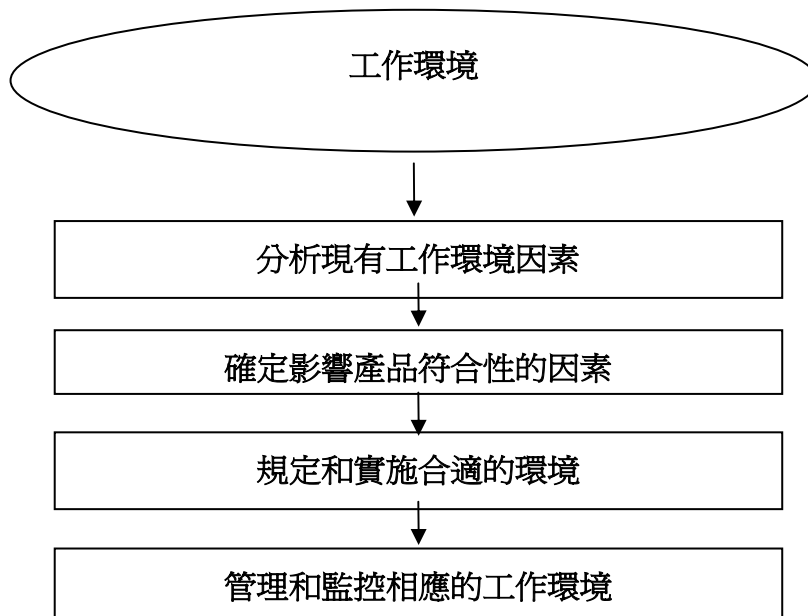 工作環境
分析現有工作環境因素
確定影響產品符合性的因素
規定和實施合適的環境
管理和監控相應的工作環境